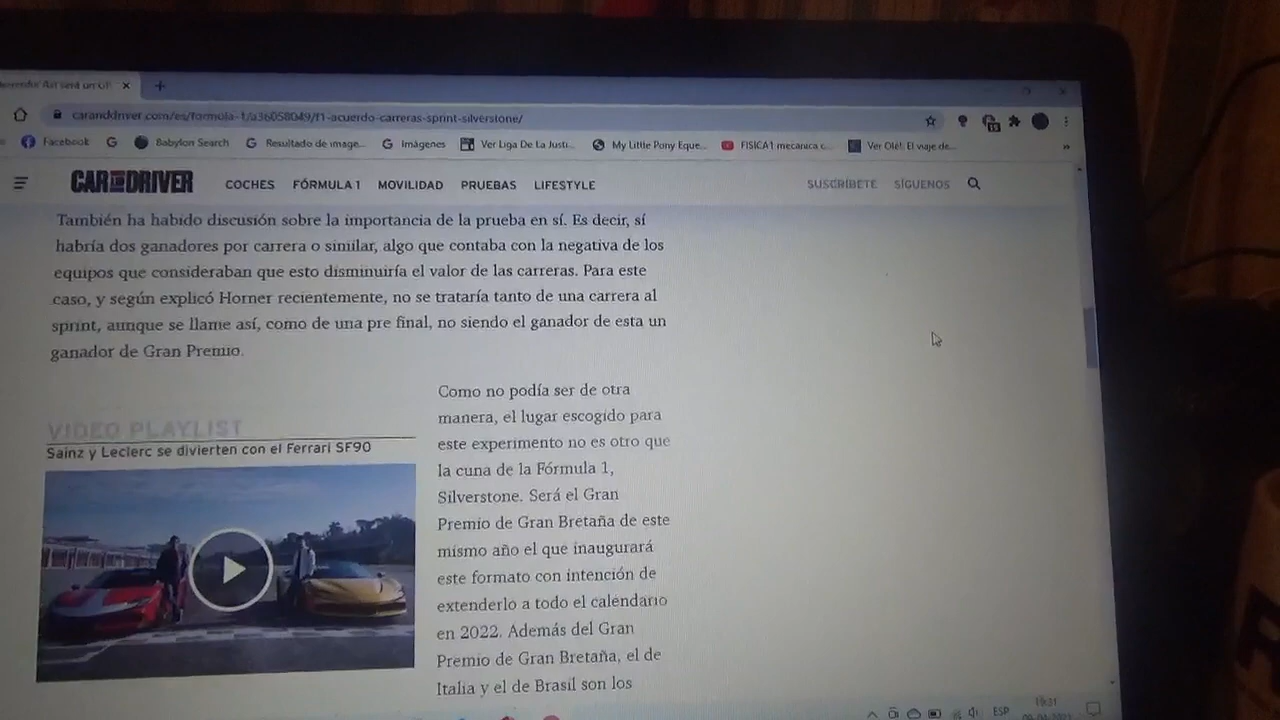 caranddriver.com/es/formula-1/a36058049/f1-acuerdo-carreras-sprint-silverstone/
Facebook
Babylon Search
Resultado de image...
Imágenes
Ver Liga De La Justi...
My Little Pony Eque...
FISICA1 mecanica c...
Ver Olé!: El viaje de...
CAR AND DRIVER
COCHES FÓRMULA 1 MOVILIDAD PRUEBAS LIFESTYLE
SUSCRÍBETE SÍGUENOS
También ha habido discusión sobre la importancia de la prueba en sí. Es decir, sí
habría dos ganadores por carrera o similar, algo que contaba con la negativa de los
equipos que consideraban que esto disminuiría el valor de las carreras. Para este
caso, y según explicó Horner recientemente, no se trataría tanto de una carrera al
sprint, aunque se llame así, como de una pre final, no siendo el ganador de esta un
ganador de Gran Premio.
VIDEO PLAYLIST
Sainz y Leclerc se divierten con el Ferrari SF90
Como no podía ser de otra
manera, el lugar escogido para
este experimento no es otro que
la cuna de la Fórmula 1,
Silverstone. Será el Gran
Premio de Gran Bretaña de este
mismo año el que inaugurará
este formato con intención de
extenderlo a todo el calendario
en 2022. Además del Gran
Premio de Gran Bretaña, el de
Italia y el de Brasil son los
ESP